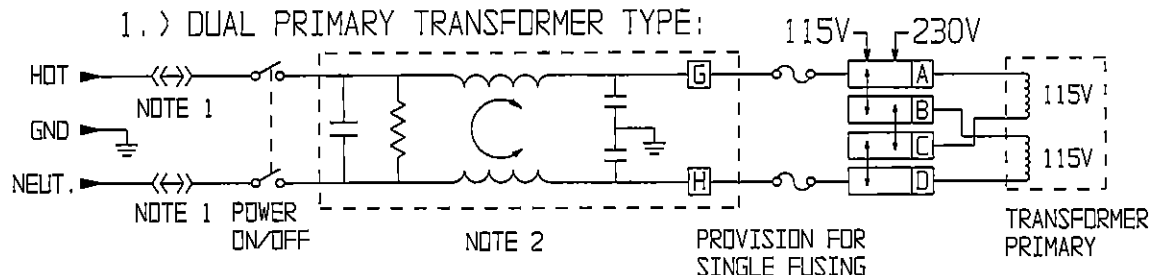 1.) DUAL PRIMARY TRANSFORMER TYPE:
115V 230V
HOT
NOTE 1
GND
NEUT.
NOTE 1
POWER
ON/OFF
NOTE 2
G
H
PROVISION FOR
SINGLE FUSING
A
B
C
D
115V
115V
TRANSFORMER
PRIMARY